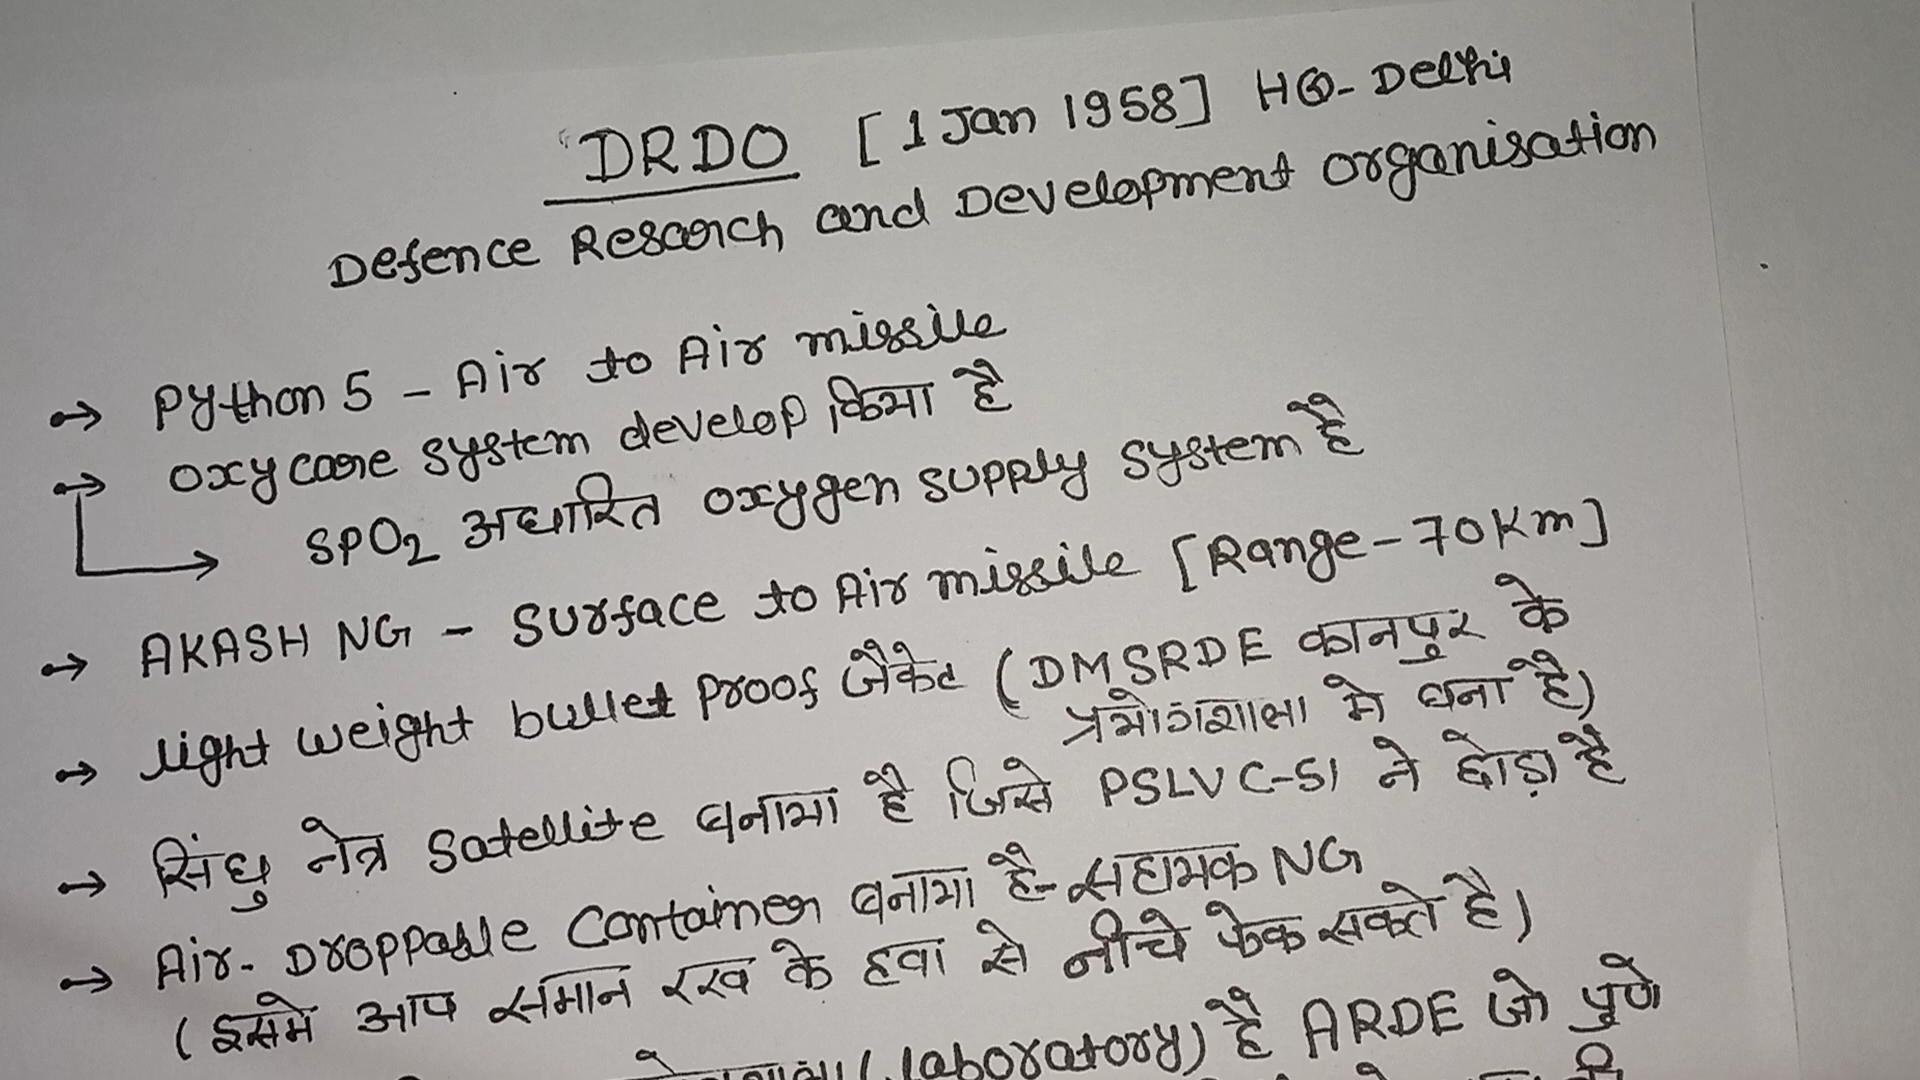 DRDO [1 Jan 1958] HQ- Delhi
Defence Research and Development Organisation
→ Python 5 - Air to Air missile
→ oxycare system develop किया है
→ SPO2 अधारित oxygen supply system है
→ AKASH NG - Surface to Air missile [Range-70Km]
→ light weight bullet proof जैकेट (DMSRDE कानपुर के
प्रयोगशाला मे बना है)
→ सिंधु नेत्र Satellite बनाया है जिसे PSLV C-51 ने छोड़ा है
→ Air- Droppable Container बनाया है- सहायक NG
(इसमे आप समान रख के हवा से नीचे फेक सकते है)
(laboratory) है ARDE जो पुणे